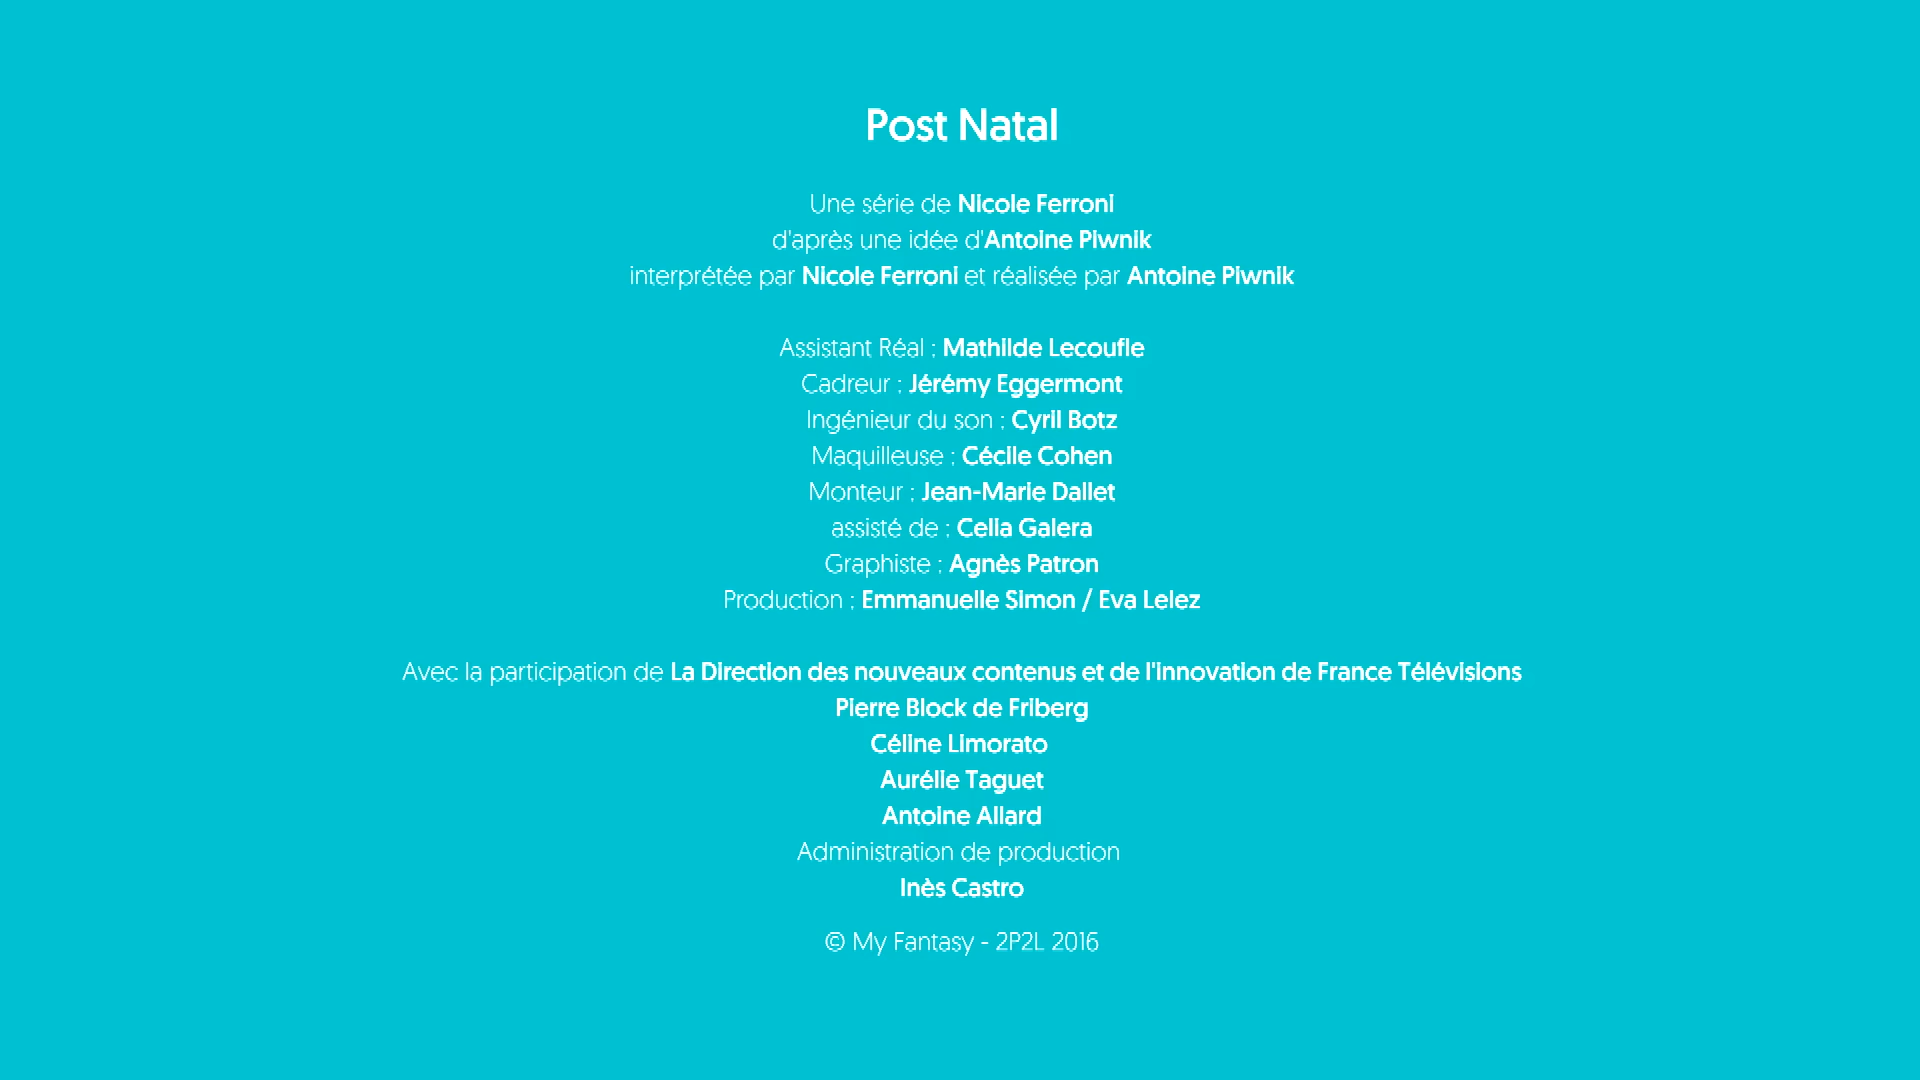 Post Natal
Une série de Nicole Ferroni
d'après une idée d'Antoine Piwnik
interprétée par Nicole Ferroni et réalisée par Antoine Piwnik
Assistant Réal : Mathilde Lecoufle
Cadreur : Jérémy Eggermont
Ingénieur du son : Cyril Botz
Maquilleuse : Cécile Cohen
Monteur : Jean-Marie Dallet
assisté de : Celia Galera
Graphiste : Agnès Patron
Production : Emmanuelle Simon / Eva Lelez
Avec la participation de La Direction des nouveaux contenus et de l'innovation de France Télévisions
Pierre Block de Friberg
Céline Limorato
Aurélie Taguet
Antoine Allard
Administration de production
Inès Castro
© My Fantasy - 2P2L 2016